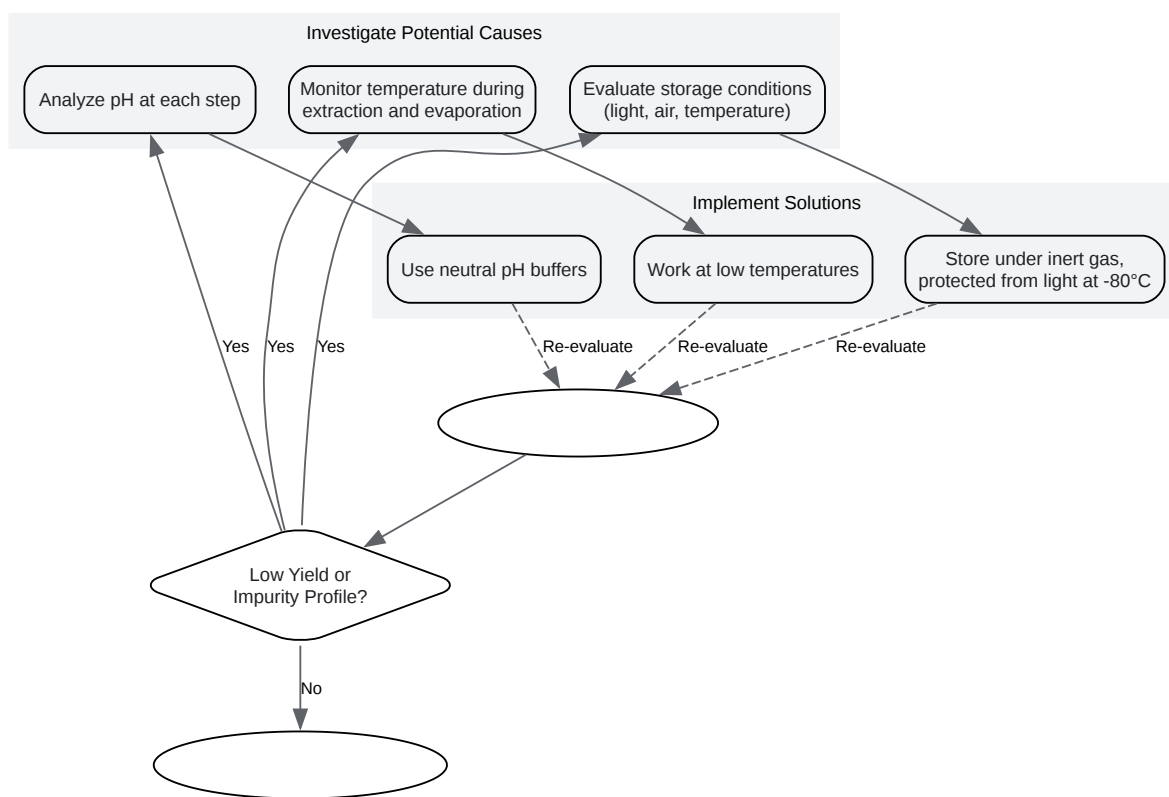 Investigate Potential Causes
Analyze pH at each step
Monitor temperature during
extraction and evaporation
Evaluate storage conditions
(light, air, temperature)
Implement Solutions
Use neutral pH buffers
Work at low temperatures
Store under inert gas,
protected from light at -80°C
Yes
Yes
Yes
Re-evaluate
Re-evaluate
Re-evaluate
Low Yield or
Impurity Profile?
No